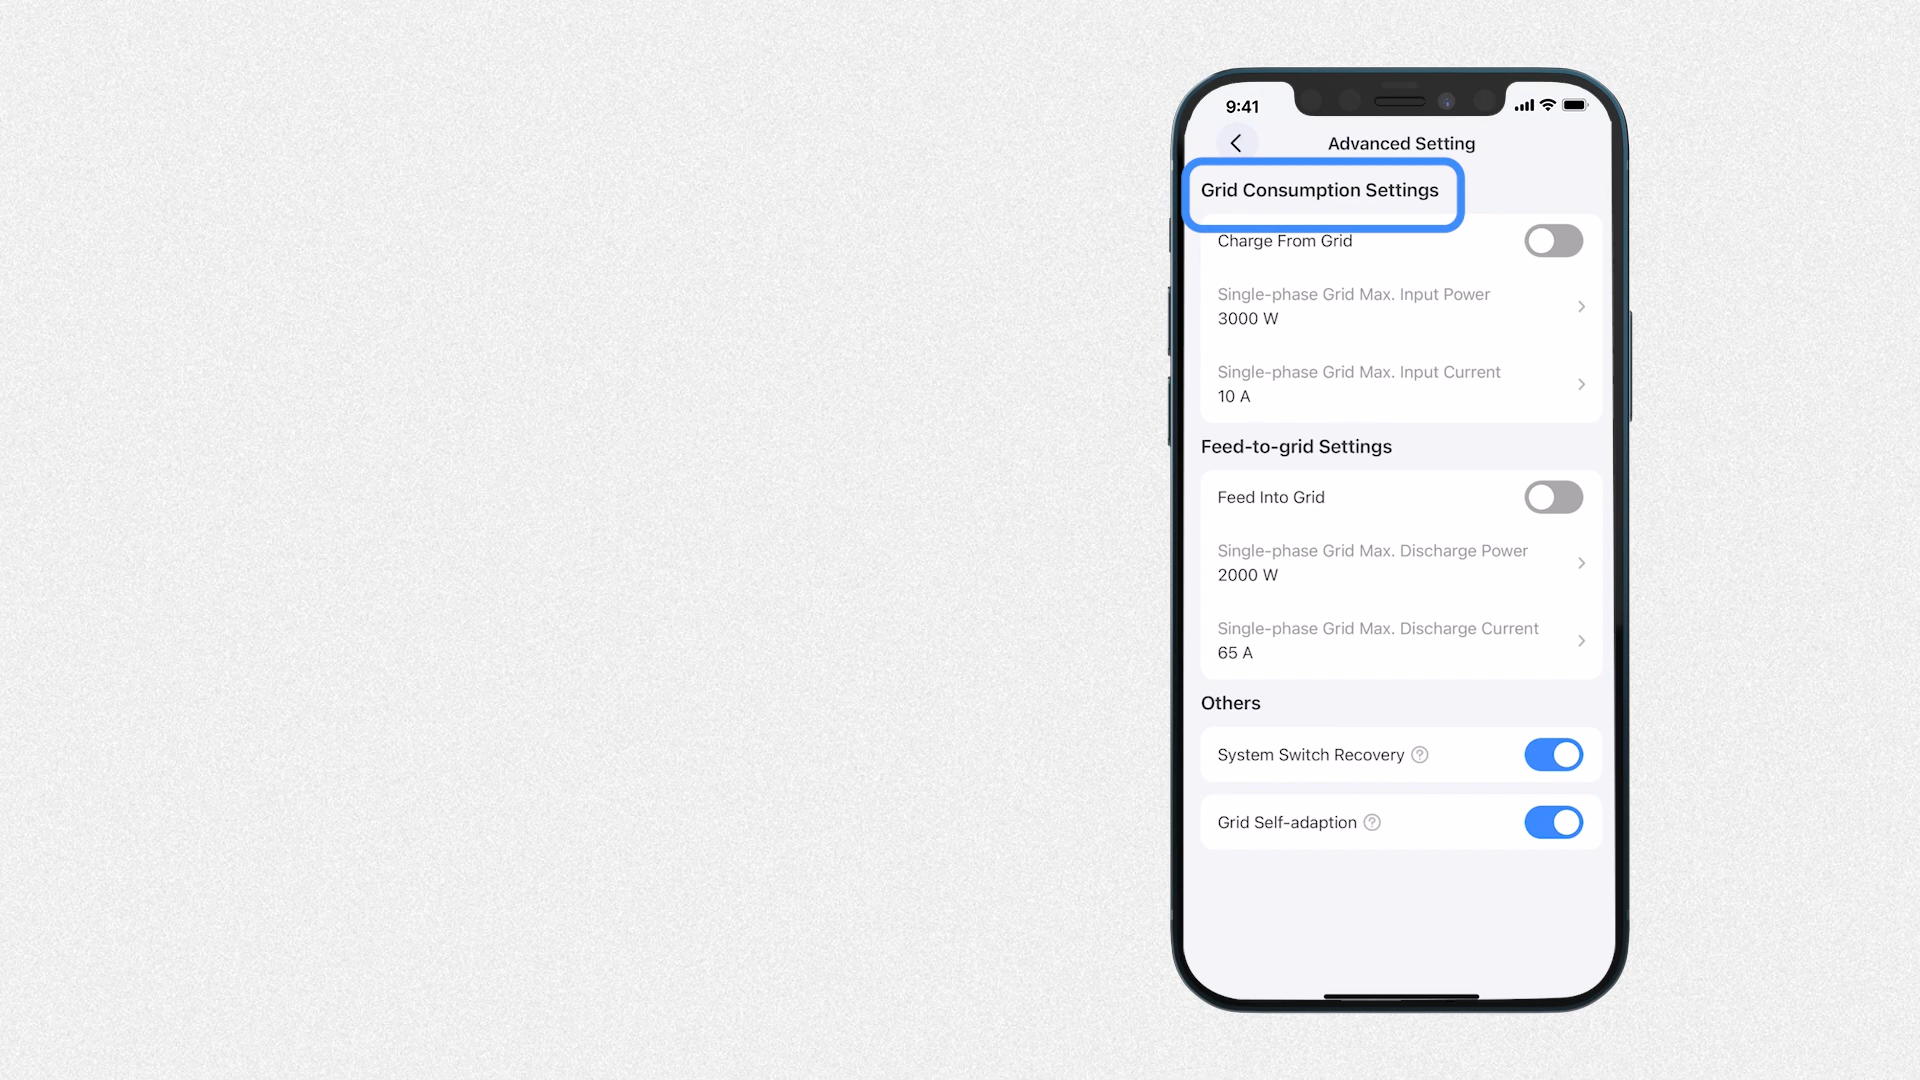 9:41
Advanced Setting
Grid Consumption Settings
Charge From Grid
Single-phase Grid Max. Input Power
3000 W
Single-phase Grid Max. Input Current
10 A
Feed-to-grid Settings
Feed Into Grid
Single-phase Grid Max. Discharge Power
2000 W
Single-phase Grid Max. Discharge Current
65 A
Others
System Switch Recovery ?
Grid Self-adaption ?